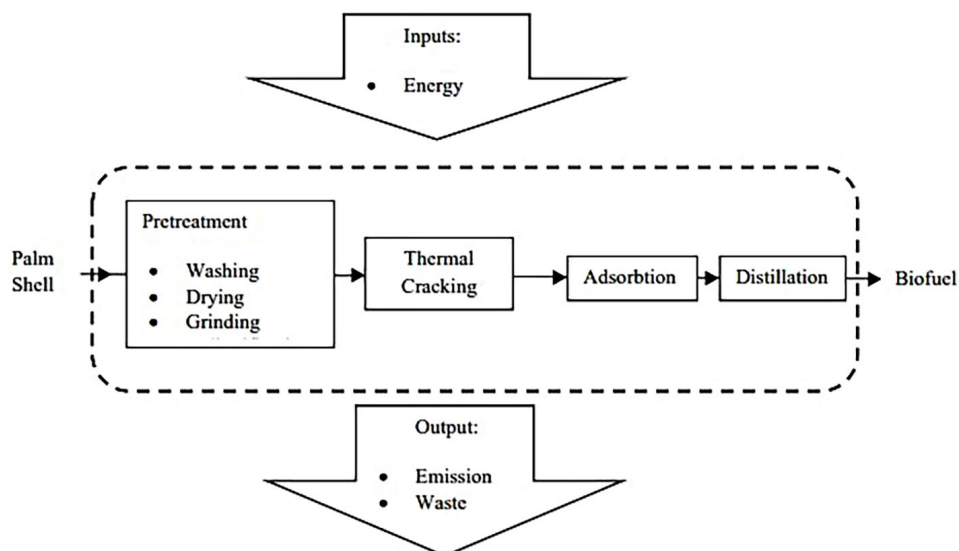 Inputs:
• Energy
Palm
Shell
Pretreatment
• Washing
• Drying
• Grinding
Thermal
Cracking
Adsorbtion
Distillation
Biofuel
Output:
• Emission
• Waste